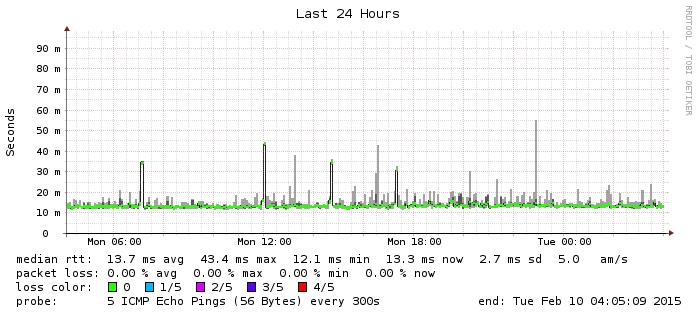 Last 24 Hours
RRDTOOL / TOBI OETIKER
Seconds
90 m
80 m
70 m
60 m
50 m
40 m
30 m
20 m
10 m
0
Mon 06:00 Mon 12:00 Mon 18:00 Tue 00:00
median rtt: 13.7 ms avg 43.4 ms max 12.1 ms min 13.3 ms now 2.7 ms sd 5.0 am/s
packet loss: 0.00 % avg 0.00 % max 0.00 % min 0.00 % now
loss color: 0 1/5 2/5 3/5 4/5
probe: 5 ICMP Echo Pings (56 Bytes) every 300s end: Tue Feb 10 04:05:09 2015